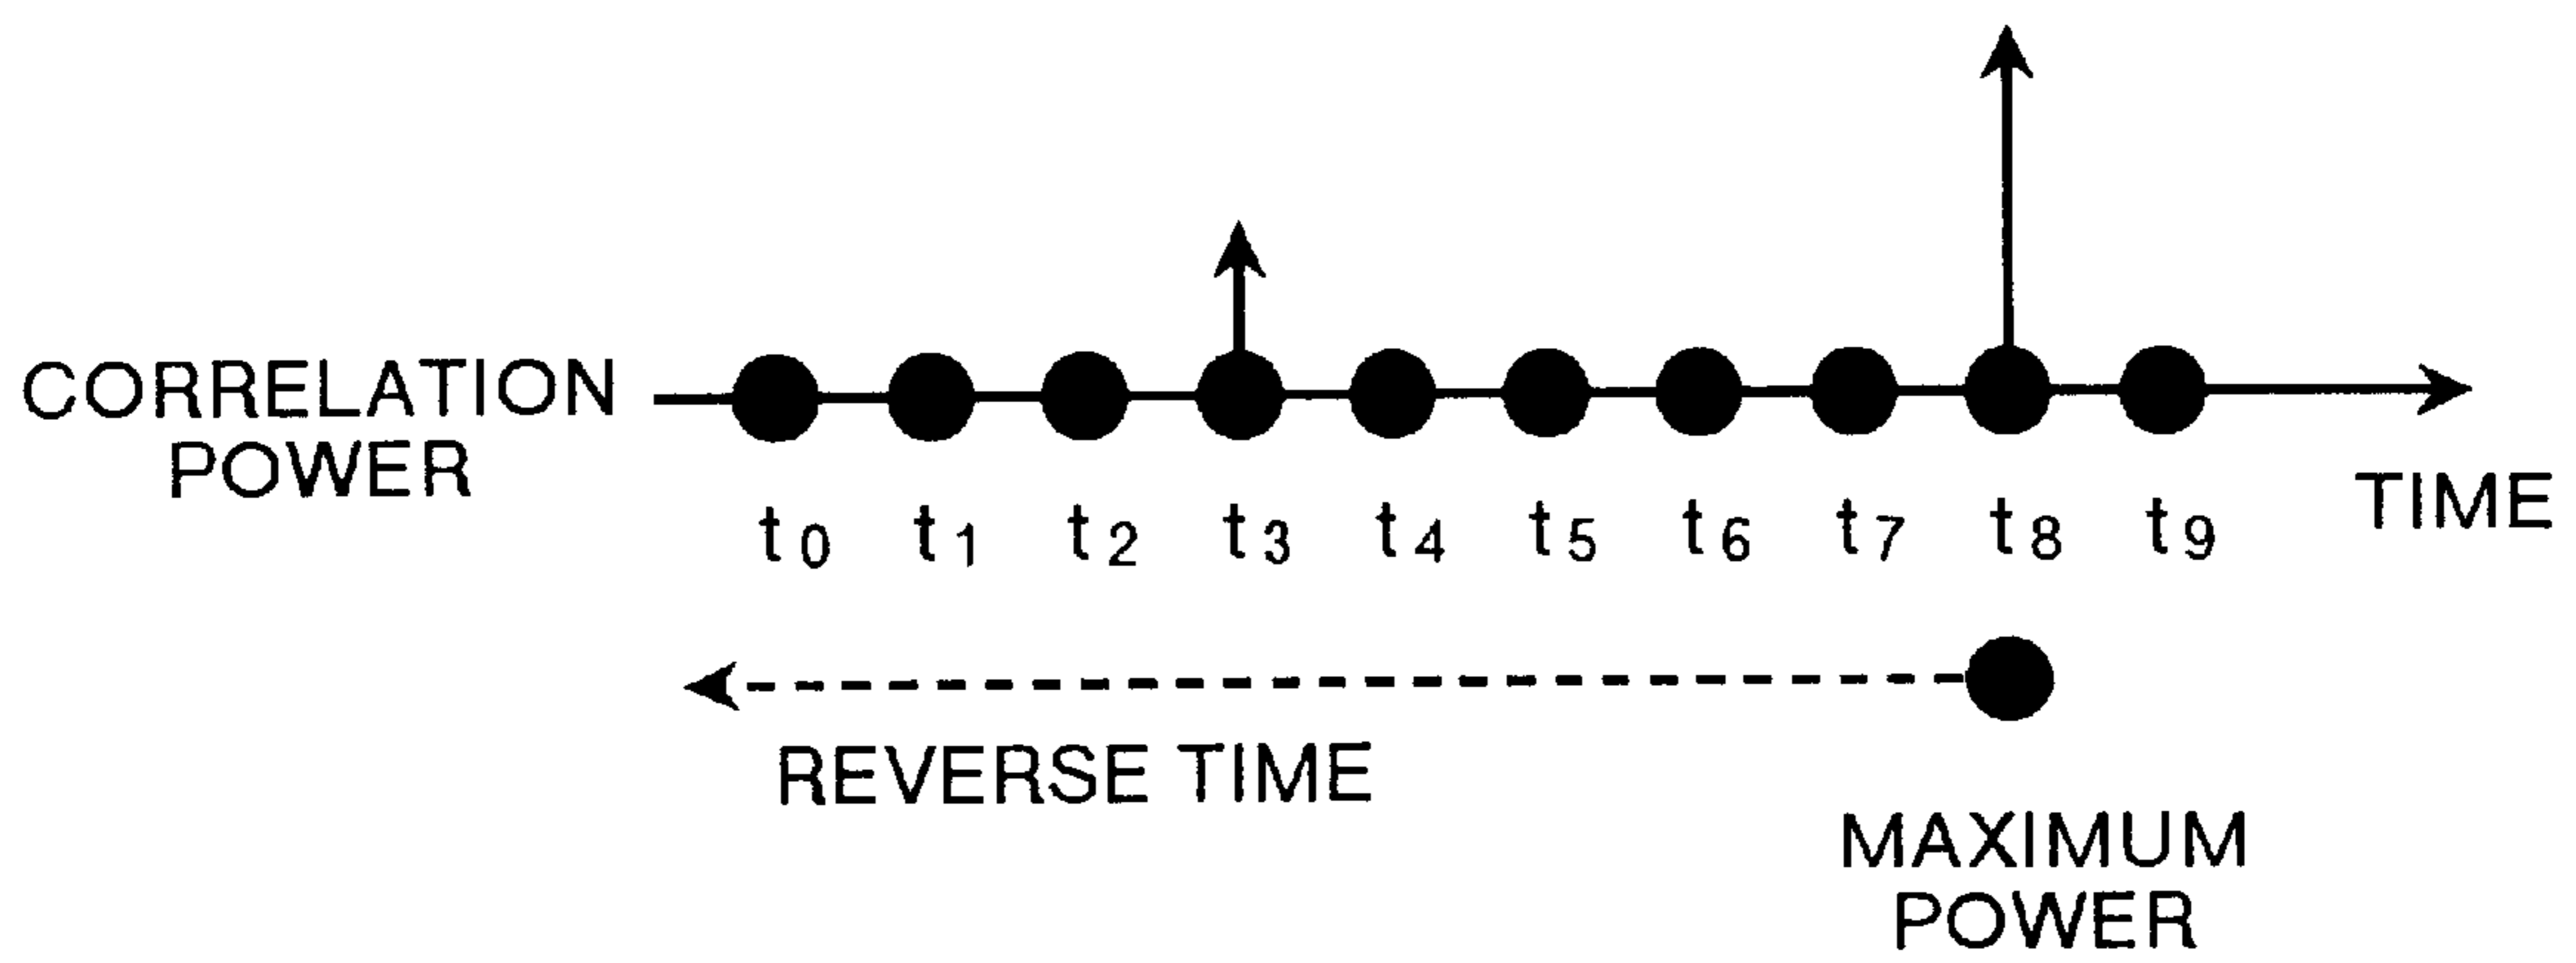 CORRELATION
POWER
t0 t1 t2 t3 t4 t5 t6 t7 t8 t9
TIME
REVERSE TIME
MAXIMUM
POWER